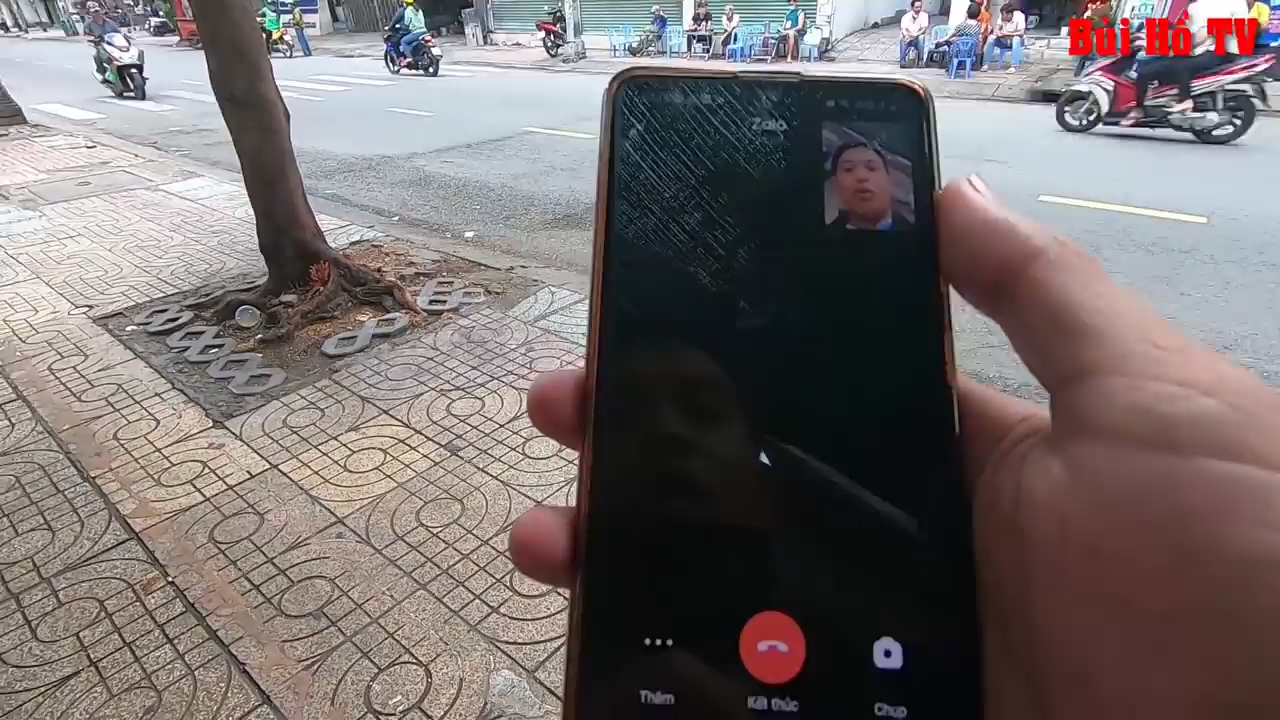 Bùi Hồ TV
Zalo
Thêm
Kết thúc
Chụp